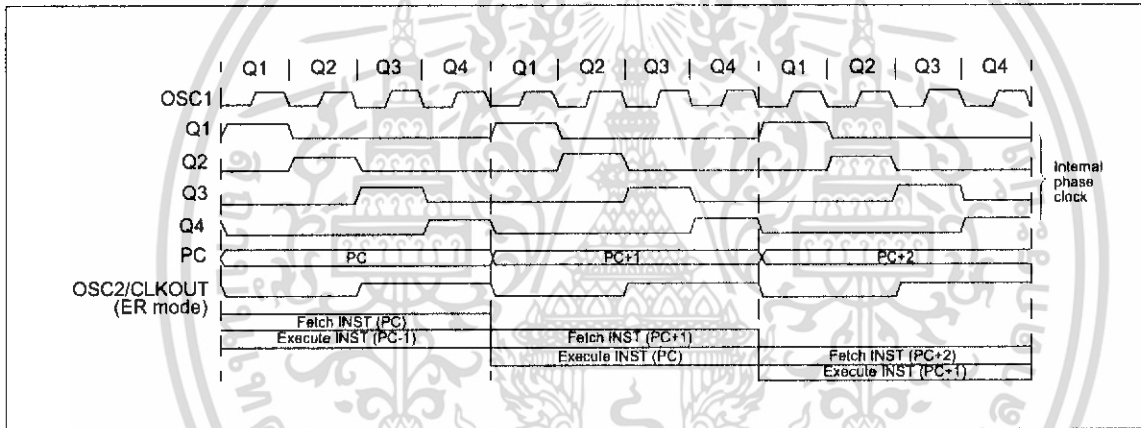 Q1 | Q2 | Q3 | Q4 | Q1 | Q2 | Q3 | Q4 | Q1 | Q2 | Q3 | Q4
OSC1
Q1
Q2
Q3
Q4
Internal
phase
clock
PC
PC
PC+1
PC+2
OSC2/CLKOUT
(ER mode)
Fetch INST (PC)
Execute INST (PC-1)
Fetch INST (PC+1)
Execute INST (PC)
Fetch INST (PC+2)
Execute INST (PC+1)